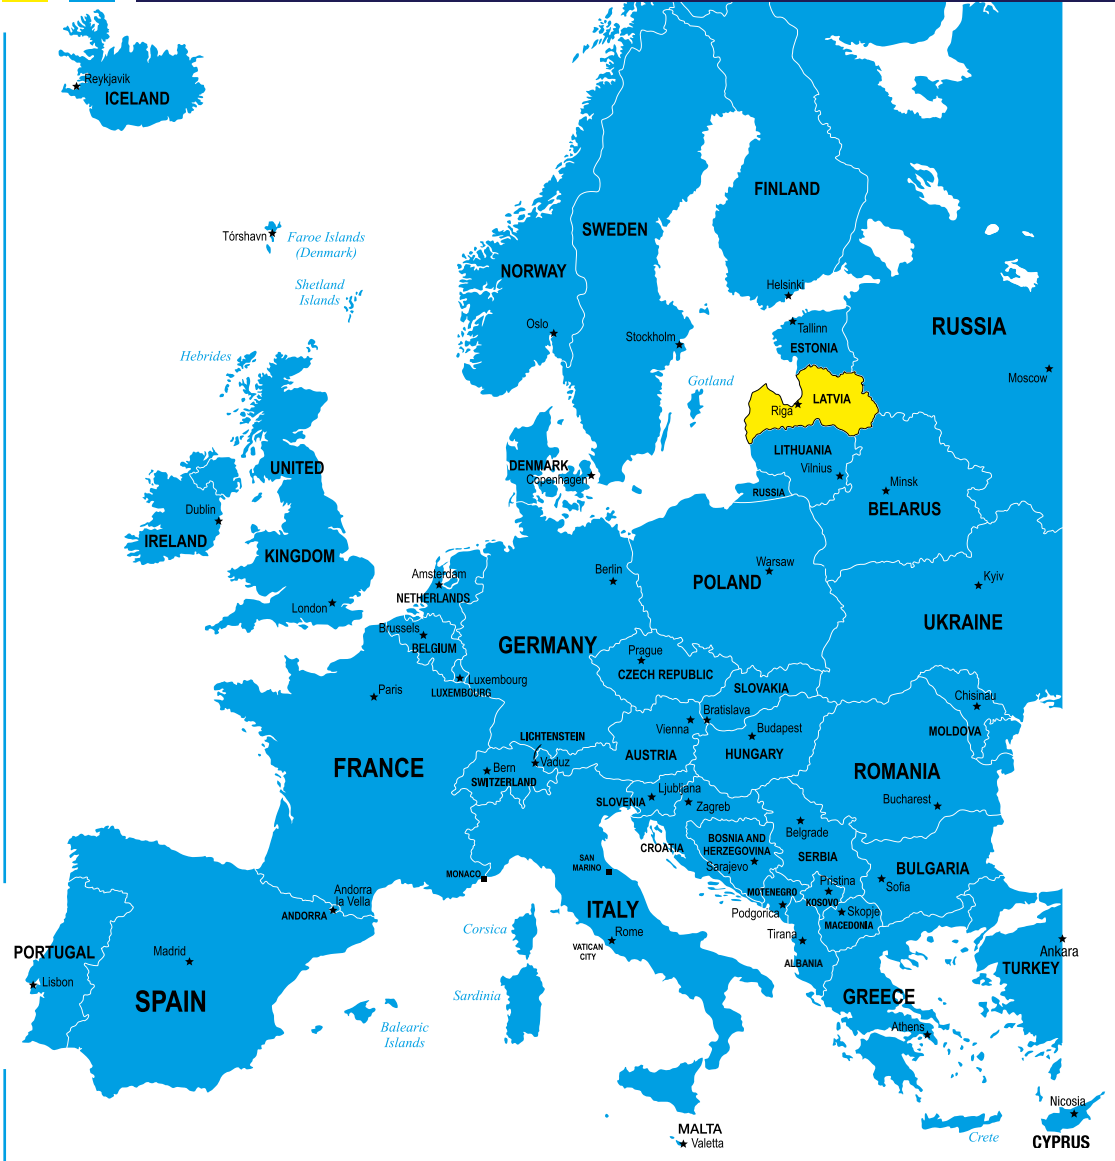 Reykjavik
ICELAND
FINLAND
SWEDEN
Tórshavn
Faroe Islands
(Denmark)
NORWAY
Shetland
Islands
Helsinki
Oslo
Tallinn
RUSSIA
Stockholm
ESTONIA
Hebrides
Moscow
Gotland
LATVIA
Riga
LITHUANIA
UNITED
DENMARK
Vilnius
Copenhagen
Minsk
RUSSIA
Dublin
BELARUS
IRELAND
KINGDOM
Warsaw
Berlin
Amsterdam
Kyiv
POLAND
NETHERLANDS
London
UKRAINE
Brussels
GERMANY
BELGIUM
Prague
CZECH REPUBLIC
Luxembourg
LUXEMBOURG
SLOVAKIA
Paris
Chisinau
Bratislava
Vienna
Budapest
MOLDOVA
LICHTENSTEIN
AUSTRIA
HUNGARY
Vaduz
FRANCE
Bern
SWITZERLAND
ROMANIA
Ljubljana
SLOVENIA
Zagreb
Bucharest
Belgrade
BOSNIA AND
HERZEGOVINA
CROATIA
SERBIA
SAN
MARINO
Sarajevo
BULGARIA
MONACO
Pristina
Sofia
Andorra
la Vella
MOTENEGRO
KOSOVO
ANDORRA
ITALY
Podgorica
Skopje
MACEDONIA
Corsica
Rome
Tirana
VATICAN
CITY
PORTUGAL
Madrid
Ankara
ALBANIA
TURKEY
Lisbon
Sardinia
SPAIN
GREECE
Balearic
Islands
Athens
Nicosia
MALTA
Valetta
Crete
CYPRUS